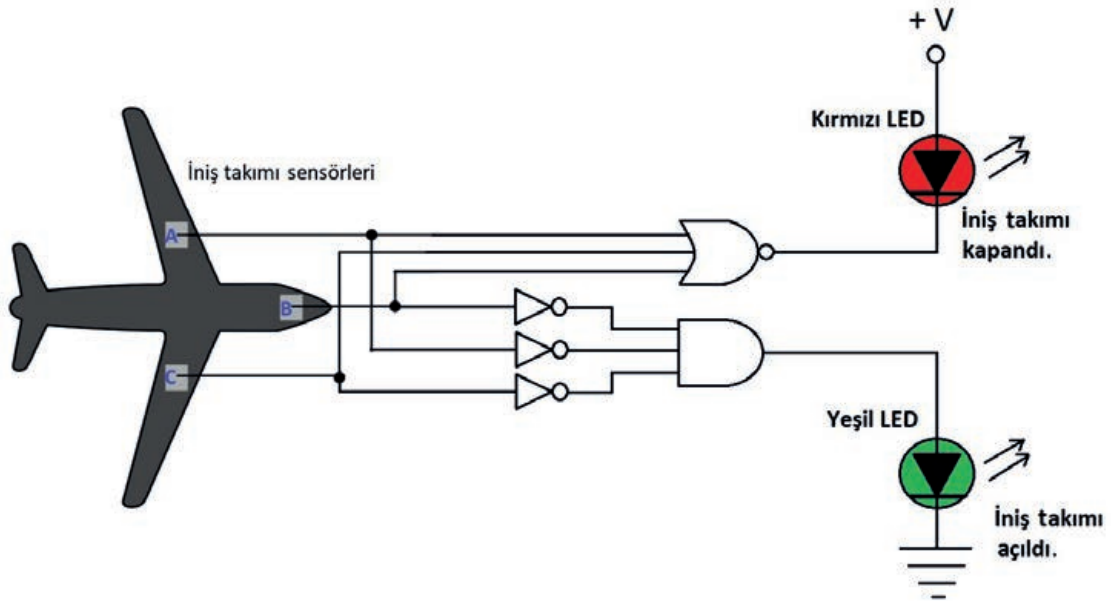 + V
Kırmızı LED
İniş takımı sensörleri
A
İniş takımı
kapandı.
B
C
Yeşil LED
İniş takımı
açıldı.